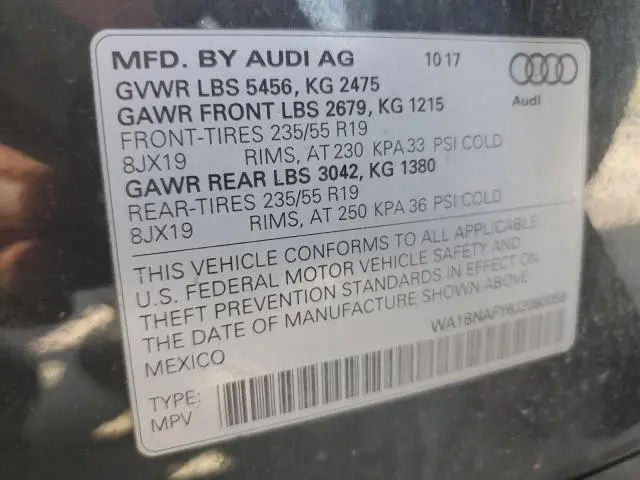 MFD. BY AUDI AG 10 17
GVWR LBS 5456, KG 2475
GAWR FRONT LBS 2679, KG 1215
FRONT-TIRES 235/55 R19
8JX19 RIMS, AT 230 KPA 33 PSI COLD
GAWR REAR LBS 3042, KG 1380
REAR-TIRES 235/55 R19
8JX19 RIMS, AT 250 KPA 36 PSI COLD
Audi
THIS VEHICLE CONFORMS TO ALL APPLICABLE
U.S. FEDERAL MOTOR VEHICLE SAFETY AND
THEFT PREVENTION STANDARDS IN EFFECT ON
THE DATE OF MANUFACTURE SHOWN ABOVE
MEXICO
TYPE:
MPV